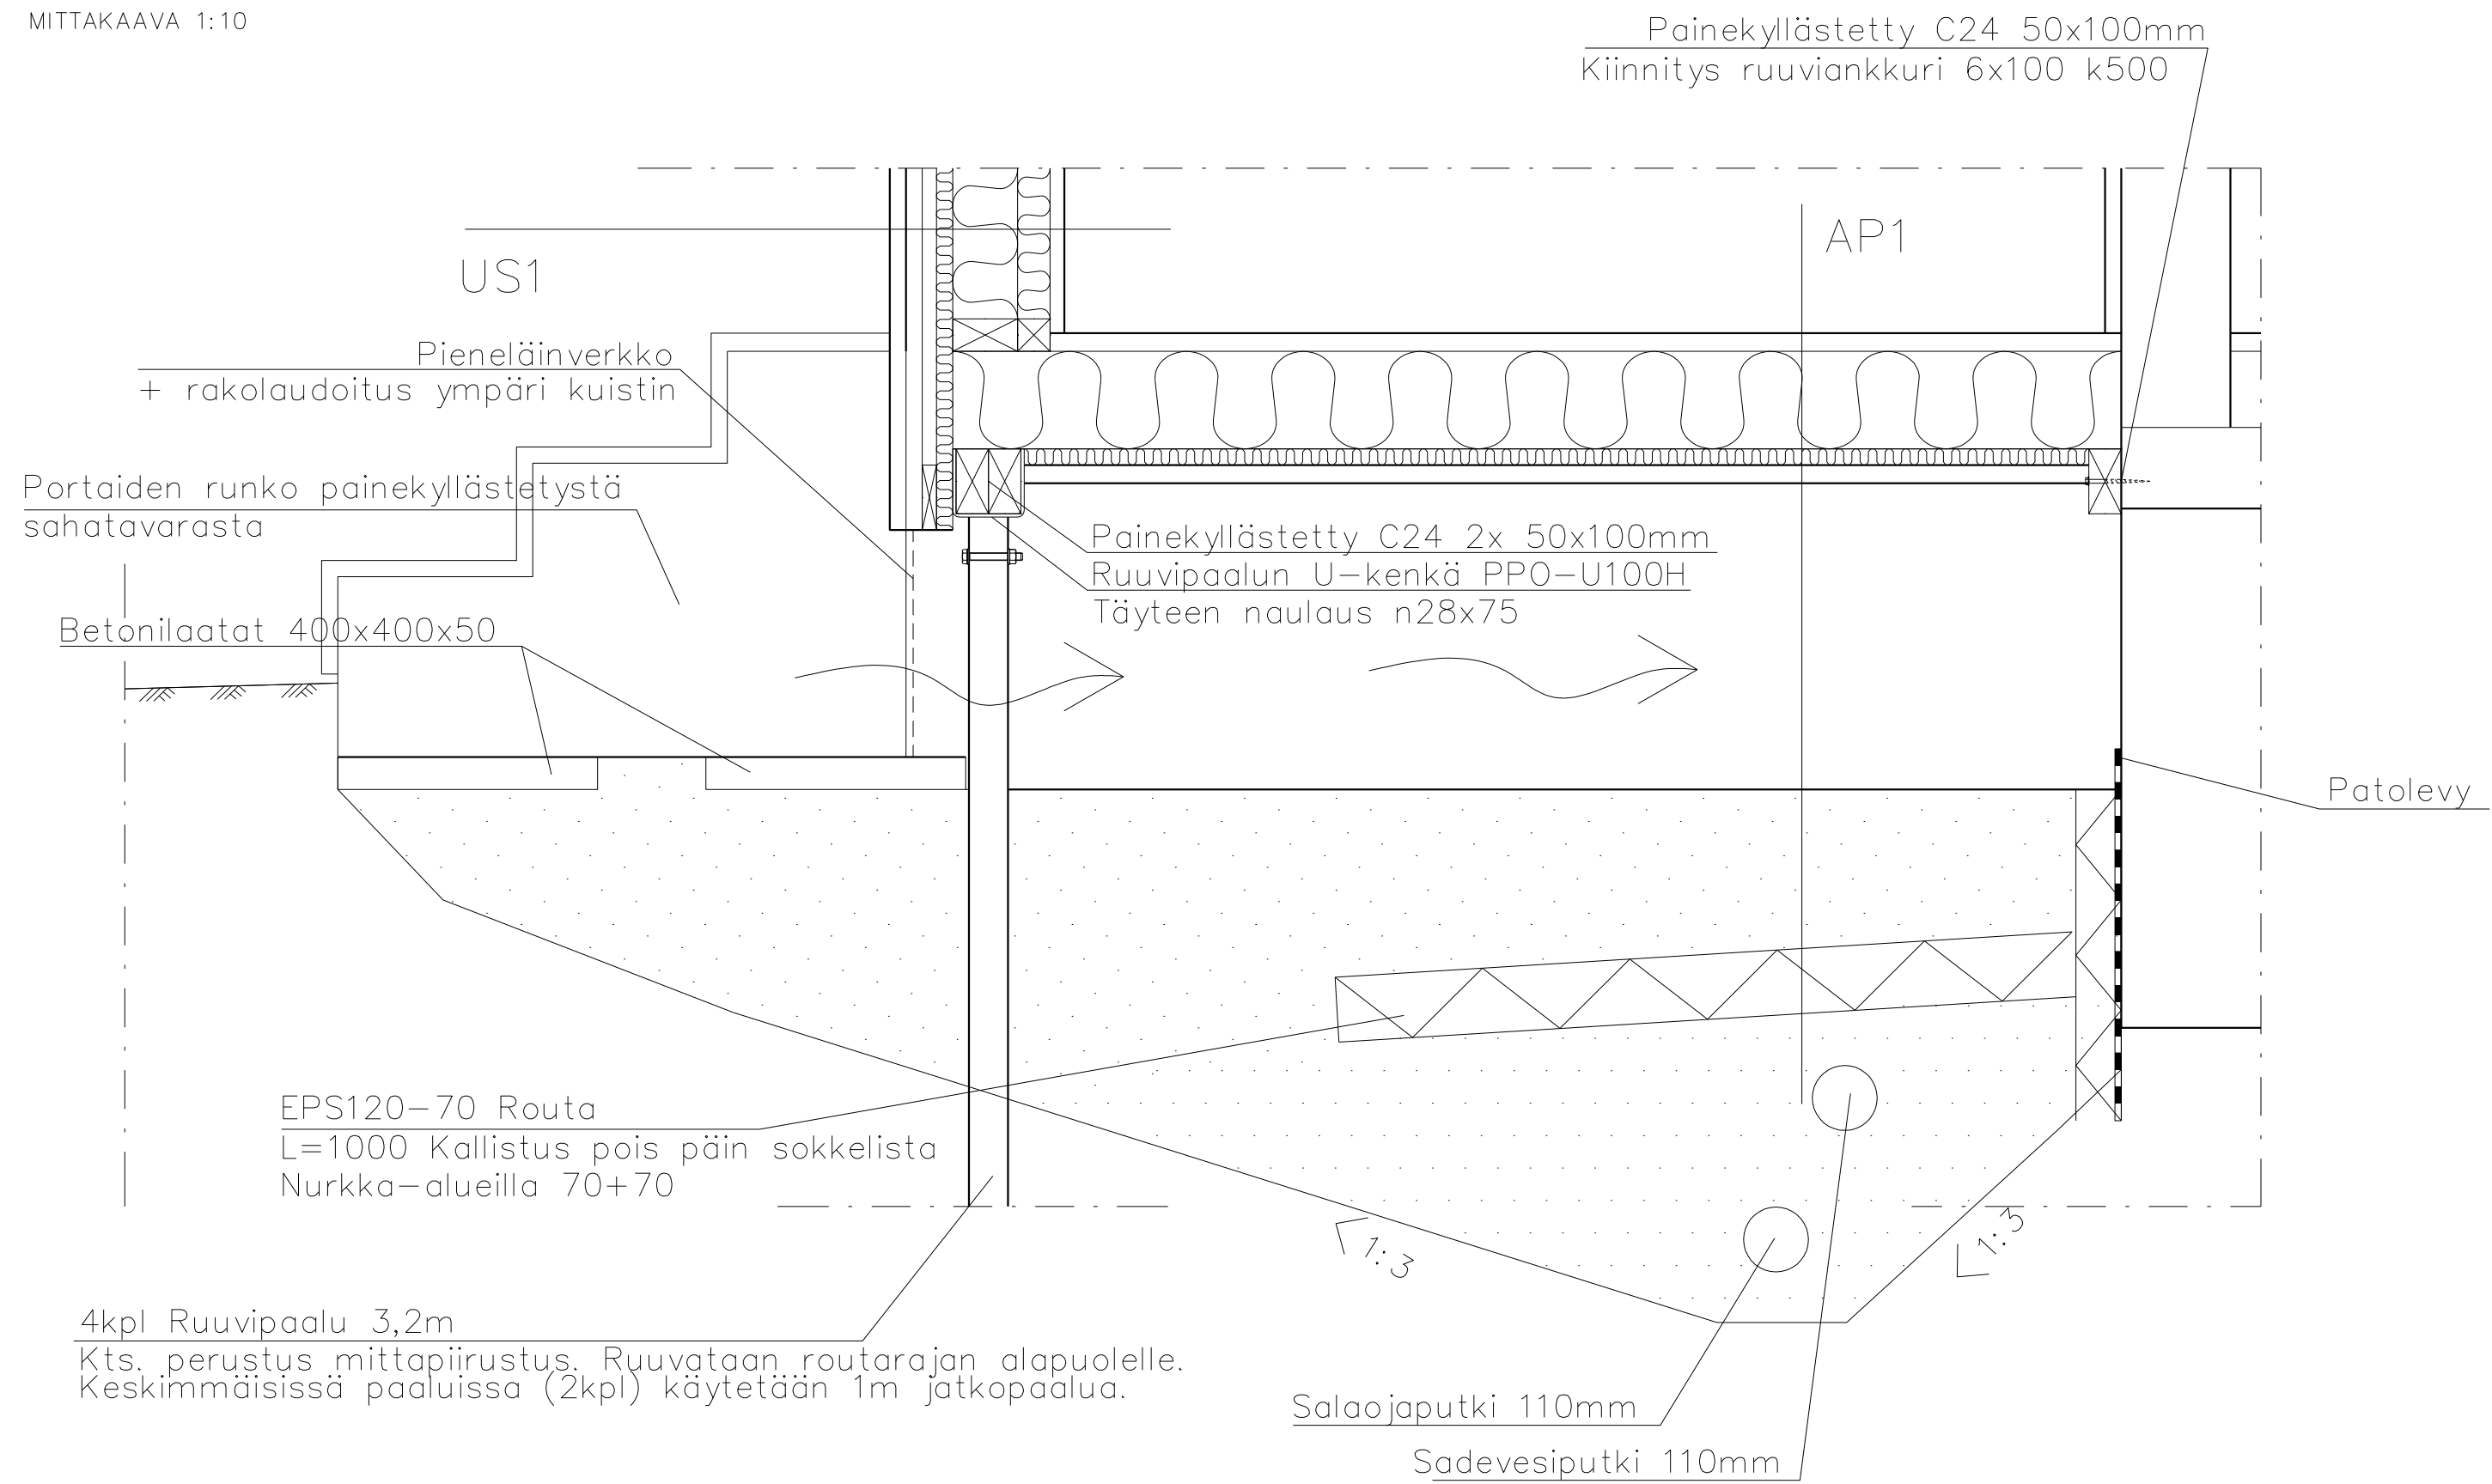 MITTAKAAVA 1:10
Painekyllästetty C24 50x100mm
Kiinnitys ruuviankkuri 6x100 k500
AP1
US1
Pieneläinverkko
+ rakolaudoitus ympäri kuistin
Portaiden runko painekyllästetystä
sahatavarasta
Painekyllästetty C24 2x 50x100mm
Ruuvipaalun U-kenkä PPO-U100H
Täyteen naulaus n28x75
Betonilaatat 400x400x50
Patolevy
EPS120-70 Routa
L=1000 Kallistus pois päin sokkelista
Nurkka-alueilla 70+70
1:3
1:3
4kpl Ruuvipaalu 3,2m
Kts. perustus mittapiirustus. Ruuvataan routarajan alapuolelle.
Keskimmäisissä paaluissa (2kpl) käytetään 1m jatkopaalua.
Salaojaputki 110mm
Sadevesiputki 110mm